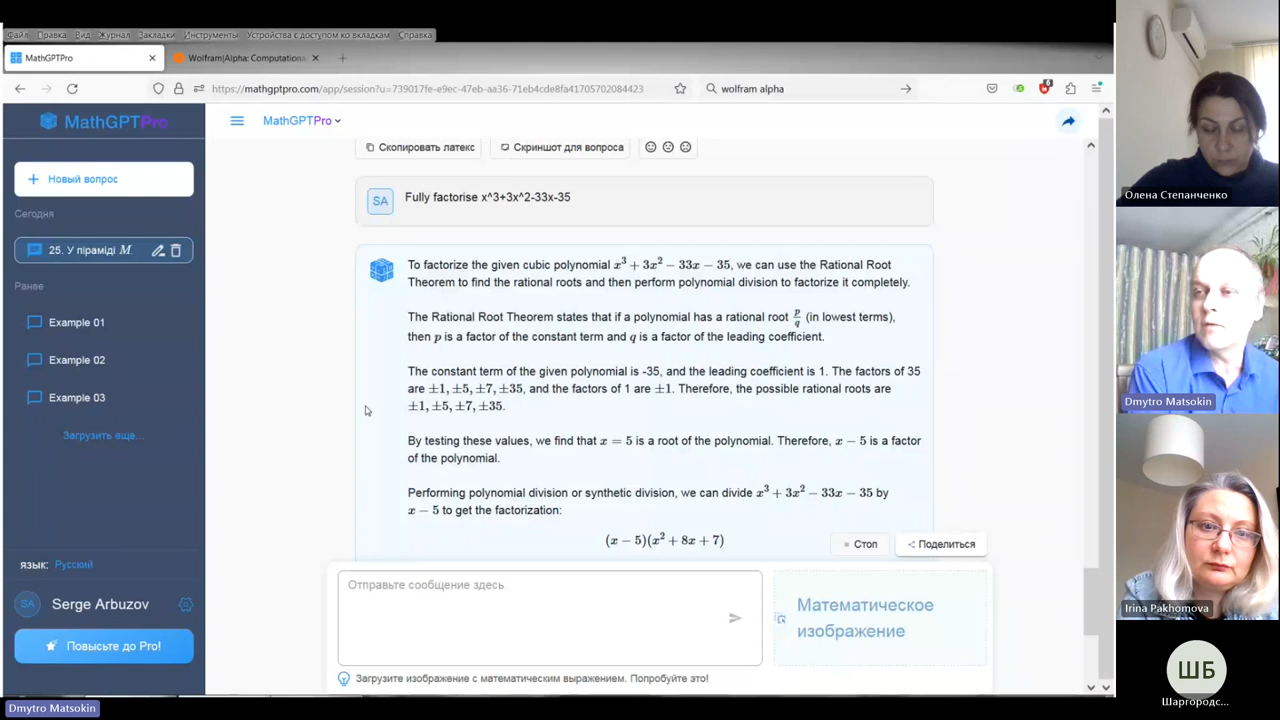 Файл Правка Вид Журнал Закладки Инструменты Устройства с доступом ко вкладкам Справка
MathGPTPro
Wolfram|Alpha: Computationa
https://mathgptpro.com/app/session?u=739017fe-e9ec-47eb-aa36-71eb4cde8fa41705702084423
wolfram alpha
MathGPTPro
MathGPTPro
Новый вопрос
Сегодня
25. У піраміді M.
Ранее
Example 01
Example 02
Example 03
Загрузить еще...
язык: Русский
SA Serge Arbuzov
Повысьте до Pro!
Скопировать латекс
Скриншот для вопроса
SA Fully factorise x^3+3x^2-33x-35
To factorize the given cubic polynomial x³ + 3x² − 33x − 35, we can use the Rational Root
Theorem to find the rational roots and then perform polynomial division to factorize it completely.
The Rational Root Theorem states that if a polynomial has a rational root p/q (in lowest terms),
then p is a factor of the constant term and q is a factor of the leading coefficient.
The constant term of the given polynomial is -35, and the leading coefficient is 1. The factors of 35
are ±1, ±5, ±7, ±35, and the factors of 1 are ±1. Therefore, the possible rational roots are
±1, ±5, ±7, ±35.
By testing these values, we find that x = 5 is a root of the polynomial. Therefore, x − 5 is a factor
of the polynomial.
Performing polynomial division or synthetic division, we can divide x³ + 3x² − 33x − 35 by
x − 5 to get the factorization:
(x − 5)(x² + 8x + 7)
Стоп
Поделиться
Отправьте сообщение здесь
Математическое
изображение
Загрузите изображение с математическим выражением. Попробуйте это!
Олена Степанченко
Dmytro Matsokin
Irina Pakhomova
ШБ
Шаргородс...
Dmytro Matsokin